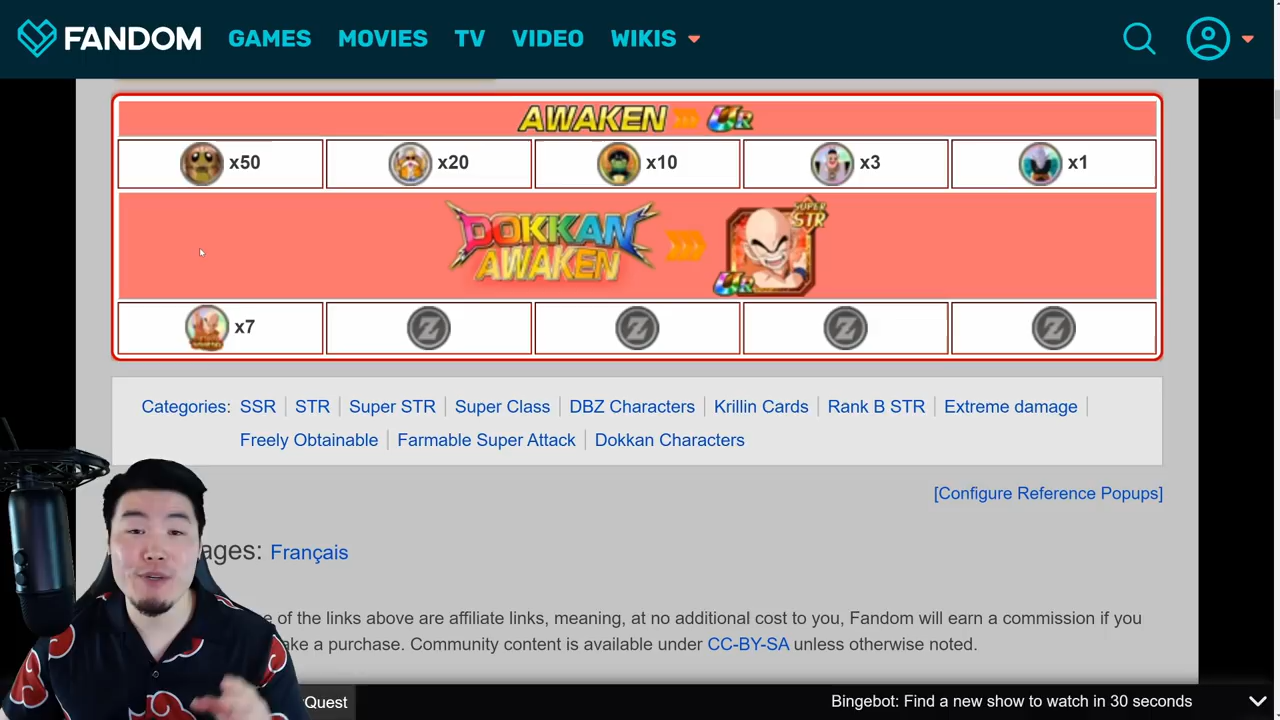 FANDOM GAMES MOVIES TV VIDEO WIKIS
AWAKEN UR
x50 x20 x10 x3 x1
DOKKAN
AWAKEN
SUPER
STR
UR
x7 Z Z Z Z
Categories: SSR STR Super STR Super Class DBZ Characters Krillin Cards Rank B STR Extreme damage
Freely Obtainable Farmable Super Attack Dokkan Characters
[Configure Reference Popups]
ages: Français
e of the links above are affiliate links, meaning, at no additional cost to you, Fandom will earn a commission if you
ake a purchase. Community content is available under CC-BY-SA unless otherwise noted.
Quest Bingebot: Find a new show to watch in 30 seconds